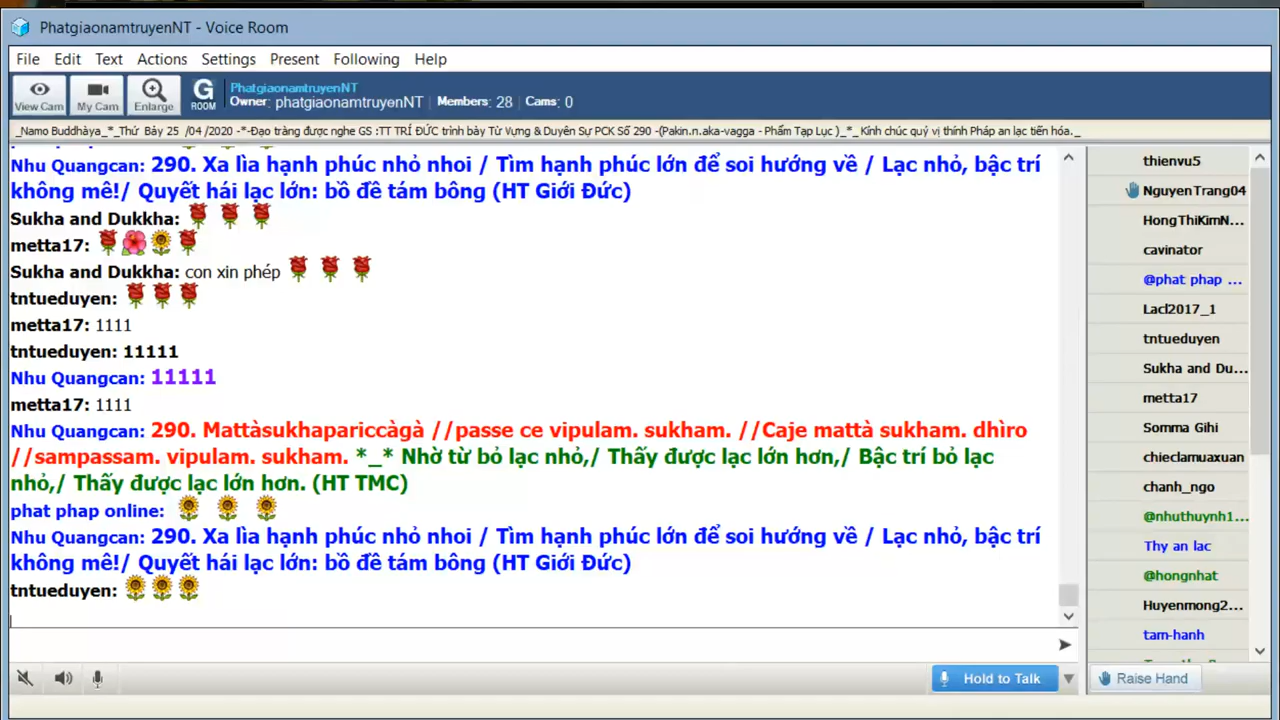 PhatgiaonamtruyenNT - Voice Room
File Edit Text Actions Settings Present Following Help
View Cam My Cam Enlarge G ROOM
PhatgiaonamtruyenNT
Owner: phatgiaonamtruyenNT Members: 28 Cams: 0
_Namo Buddhàya_*_Thứ Bảy 25 /04 /2020 -*-Đạo tràng được nghe GS :TT TRÍ ĐỨC trình bày Từ Vựng & Duyên Sự PCK Số 290 -(Pakin.n.aka-vagga - Phẩm Tạp Lục )_*_ Kính chúc quý vị thính Pháp an lạc tiến hóa._
Nhu Quangcan: 290. Xa lìa hạnh phúc nhỏ nhoi / Tìm hạnh phúc lớn để soi hướng về / Lạc nhỏ, bậc trí
không mê!/ Quyết hái lạc lớn: bồ đề tám bông (HT Giới Đức)
Sukha and Dukkha:
metta17:
Sukha and Dukkha: con xin phép
tntueduyen:
metta17: 1111
tntueduyen: 11111
Nhu Quangcan: 11111
metta17: 1111
Nhu Quangcan: 290. Mattàsukhapariccàgà //passe ce vipulam. sukham. //Caje mattà sukham. dhìro
//sampassam. vipulam. sukham. *_* Nhờ từ bỏ lạc nhỏ,/ Thấy được lạc lớn hơn,/ Bậc trí bỏ lạc
nhỏ,/ Thấy được lạc lớn hơn. (HT TMC)
phat phap online:
Nhu Quangcan: 290. Xa lìa hạnh phúc nhỏ nhoi / Tìm hạnh phúc lớn để soi hướng về / Lạc nhỏ, bậc trí
không mê!/ Quyết hái lạc lớn: bồ đề tám bông (HT Giới Đức)
tntueduyen:
thienvu5
NguyenTrang04
HongThiKimN...
cavinator
@phat phap ...
Lacl2017_1
tntueduyen
Sukha and Du...
metta17
Somma Gihi
chieclamuaxuan
chanh_ngo
@nhuthuynh1...
Thy an lac
@hongnhat
Huyenmong2...
tam-hanh
Hold to Talk
Raise Hand